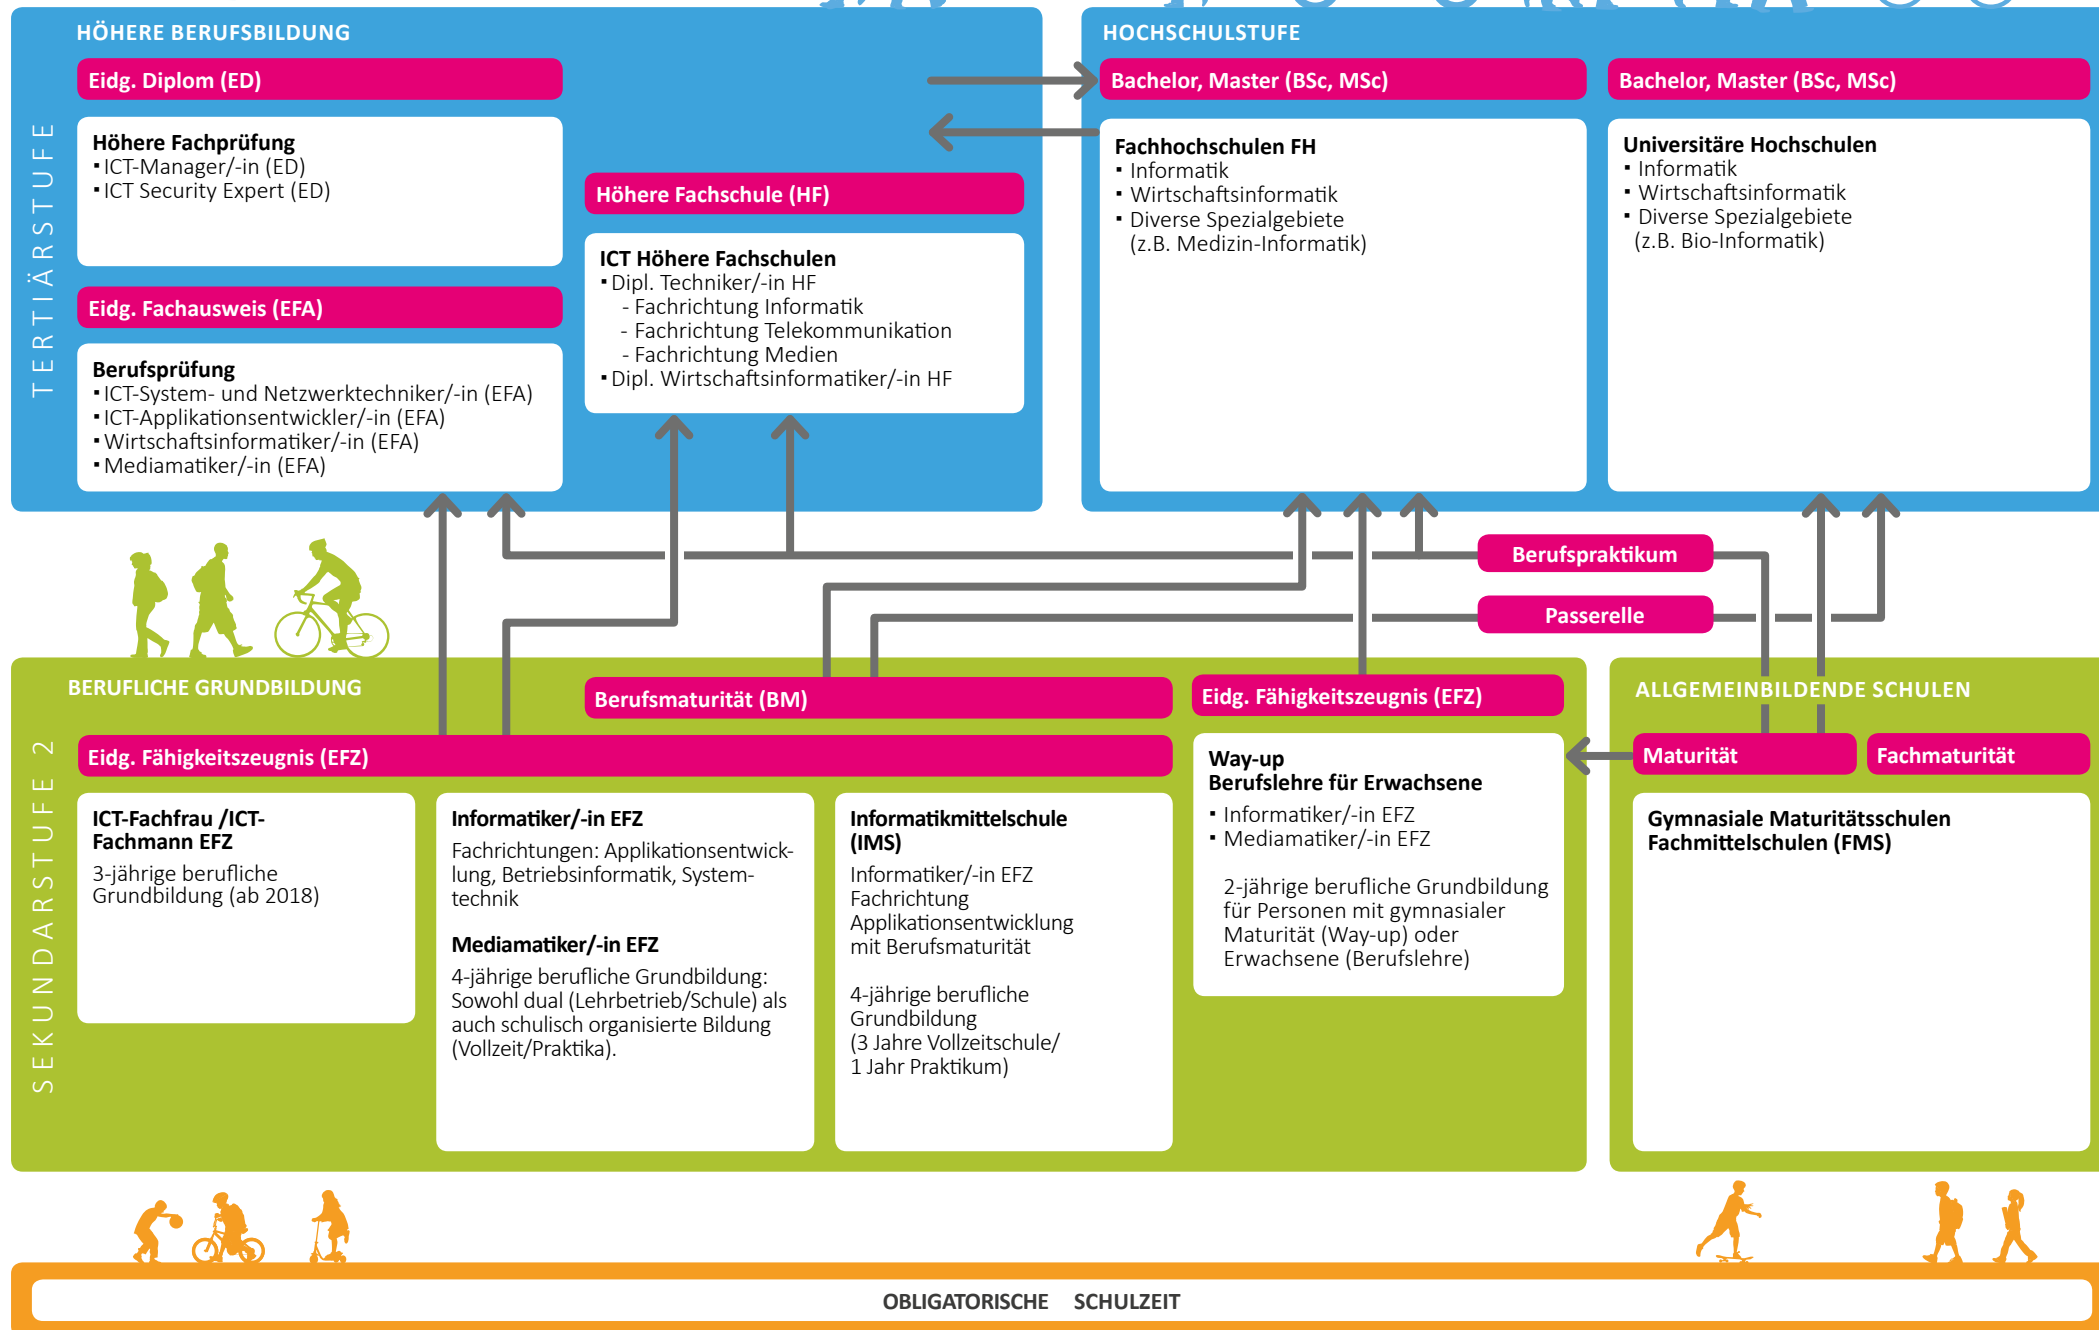 HÖHERE BERUFSBILDUNG
TERTIÄRSTUFE
Eidg. Diplom (ED)
Höhere Fachprüfung
▪ ICT-Manager/-in (ED)
▪ ICT Security Expert (ED)
Eidg. Fachausweis (EFA)
Berufsprüfung
▪ ICT-System- und Netzwerktechniker/-in (EFA)
▪ ICT-Applikationsentwickler/-in (EFA)
▪ Wirtschaftsinformatiker/-in (EFA)
▪ Mediamatiker/-in (EFA)
Höhere Fachschule (HF)
ICT Höhere Fachschulen
▪ Dipl. Techniker/-in HF
- Fachrichtung Informatik
- Fachrichtung Telekommunikation
- Fachrichtung Medien
▪ Dipl. Wirtschaftsinformatiker/-in HF
HOCHSCHULSTUFE
Bachelor, Master (BSc, MSc)
Fachhochschulen FH
▪ Informatik
▪ Wirtschaftsinformatik
▪ Diverse Spezialgebiete
(z.B. Medizin-Informatik)
Bachelor, Master (BSc, MSc)
Universitäre Hochschulen
▪ Informatik
▪ Wirtschaftsinformatik
▪ Diverse Spezialgebiete
(z.B. Bio-Informatik)
Berufspraktikum
Passerelle
BERUFLICHE GRUNDBILDUNG
SEKUNDARSTUFE 2
Berufsmaturität (BM)
Eidg. Fähigkeitszeugnis (EFZ)
ICT-Fachfrau /ICT-
Fachmann EFZ
3-jährige berufliche
Grundbildung (ab 2018)
Informatiker/-in EFZ
Fachrichtungen: Applikationsentwick-
lung, Betriebsinformatik, System-
technik
Mediamatiker/-in EFZ
4-jährige berufliche Grundbildung:
Sowohl dual (Lehrbetrieb/Schule) als
auch schulisch organisierte Bildung
(Vollzeit/Praktika).
Informatikmittelschule
(IMS)
Informatiker/-in EFZ
Fachrichtung
Applikationsentwicklung
mit Berufsmaturität
4-jährige berufliche
Grundbildung
(3 Jahre Vollzeitschule/
1 Jahr Praktikum)
Eidg. Fähigkeitszeugnis (EFZ)
Way-up
Berufslehre für Erwachsene
▪ Informatiker/-in EFZ
▪ Mediamatiker/-in EFZ
2-jährige berufliche Grundbildung
für Personen mit gymnasialer
Maturität (Way-up) oder
Erwachsene (Berufslehre)
ALLGEMEINBILDENDE SCHULEN
Maturität
Fachmaturität
Gymnasiale Maturitätsschulen
Fachmittelschulen (FMS)
OBLIGATORISCHE SCHULZEIT